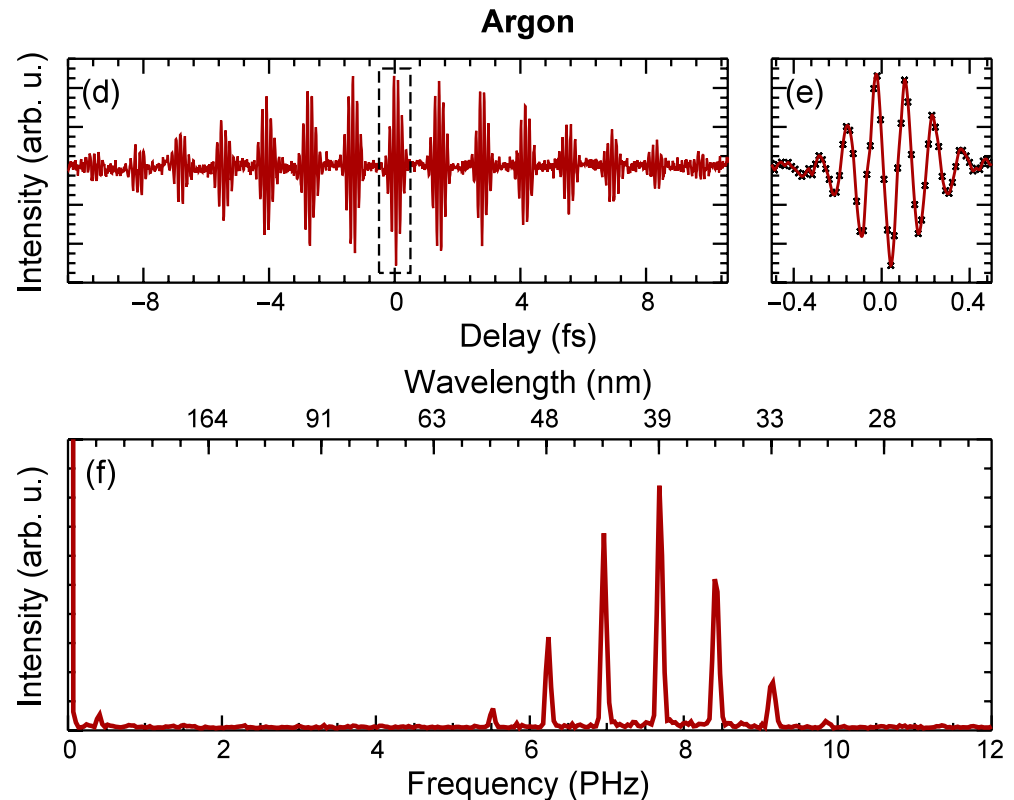 Argon
Intensity (arb. u.)
(d)
(e)
−8 −4 0 4 8
−0.4 0.0 0.4
Delay (fs)
Wavelength (nm)
164 91 63 48 39 33 28
Intensity (arb. u.)
(f)
0 2 4 6 8 10 12
Frequency (PHz)